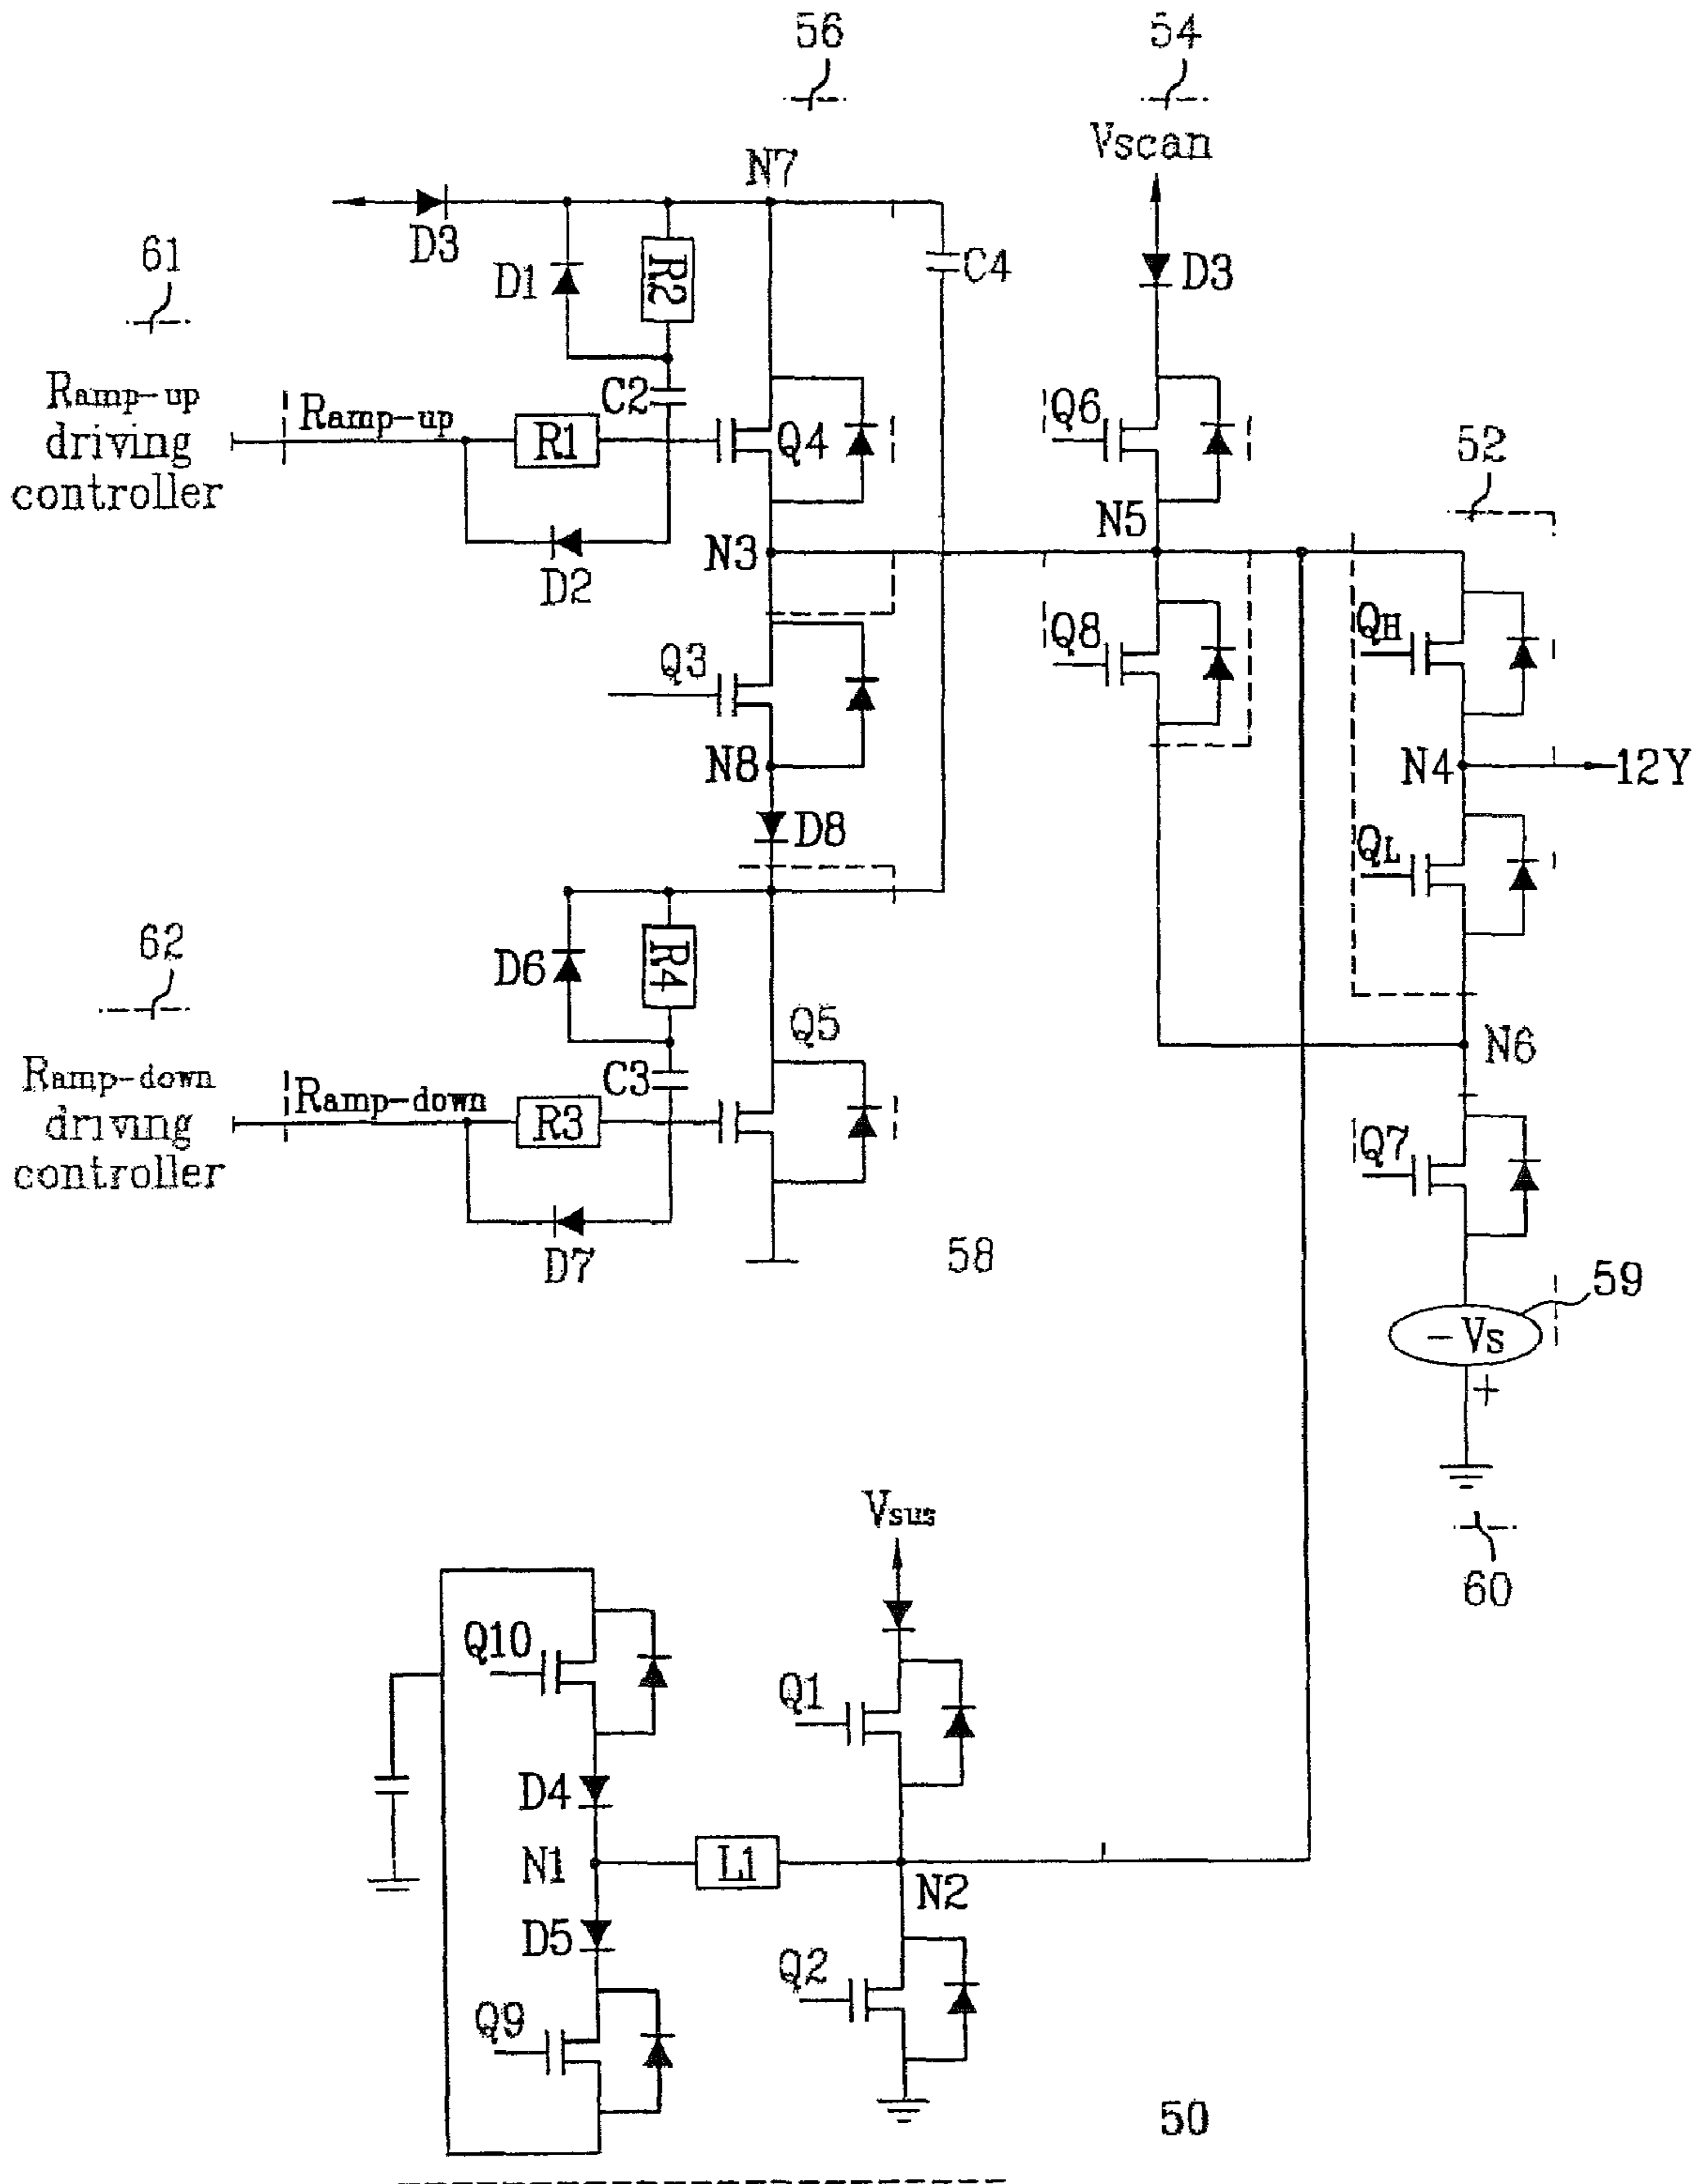 56
54
Vscan
N7
D3
61
D1
R2
C4
D3
Ramp-up
driving
controller
Ramp-up
C2
R1
Q4
Q6
52
D2
N3
N5
Q3
Q8
QH
N8
N4
12Y
D8
QL
62
D6
R4
Q5
N6
Ramp-down
driving
controller
Ramp-down
C3
R3
Q7
D7
58
59
-Vs
+
Vsus
60
Q10
Q1
D4
N1
L1
N2
D5
Q2
Q9
50